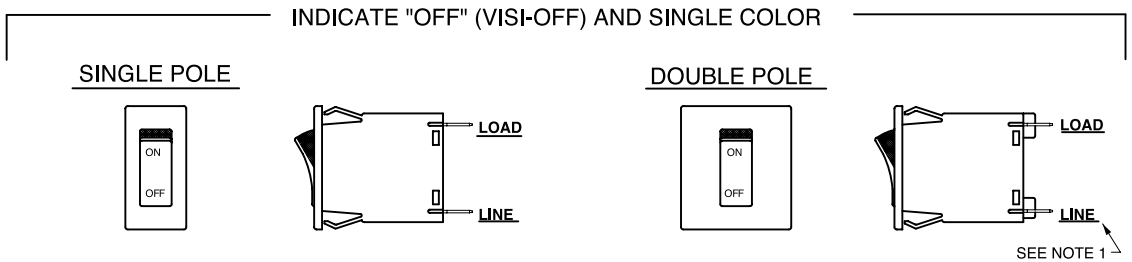 INDICATE "OFF" (VISI-OFF) AND SINGLE COLOR
SINGLE POLE
ON
OFF
LOAD
LINE
DOUBLE POLE
ON
OFF
LOAD
LINE
SEE NOTE 1